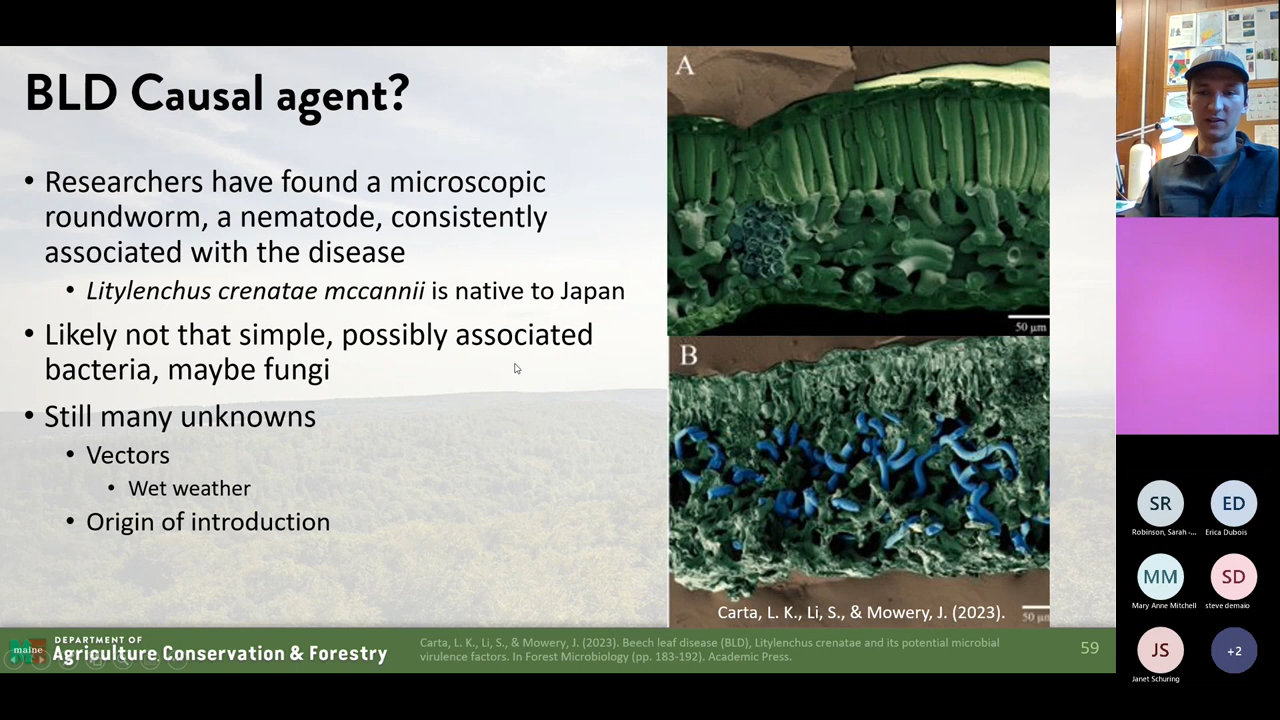 BLD Causal agent?
• Researchers have found a microscopic
roundworm, a nematode, consistently
associated with the disease
• Litylenchus crenatae mccannii is native to Japan
• Likely not that simple, possibly associated
bacteria, maybe fungi
• Still many unknowns
• Vectors
• Wet weather
• Origin of introduction
A
50 µm
B
Carta, L. K., Li, S., & Mowery, J. (2023).
50 µm
maine
DEPARTMENT OF
Agriculture Conservation & Forestry
Carta, L. K., Li, S., & Mowery, J. (2023). Beech leaf disease (BLD), Litylenchus crenatae and its potential microbial
virulence factors. In Forest Microbiology (pp. 183-192). Academic Press.
59
SR
ED
Robinson, Sarah -...
Erica Dubois
MM
SD
Mary Anne Mitchell
steve demaio
JS
+2
Janet Schuring